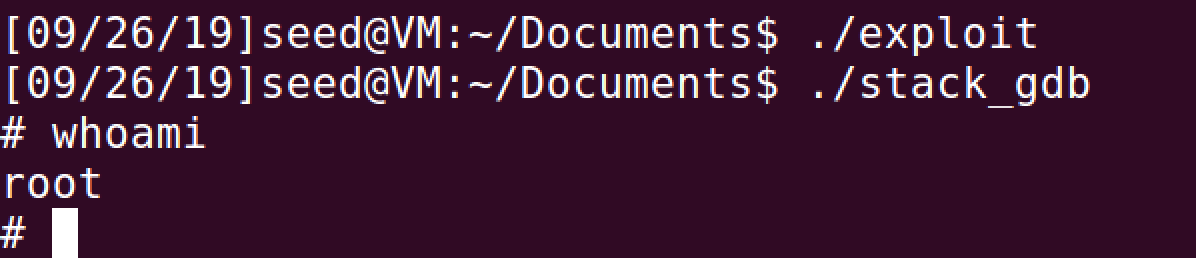 [09/26/19]seed@VM:~/Documents$ ./exploit
[09/26/19]seed@VM:~/Documents$ ./stack_gdb
# whoami
root
#